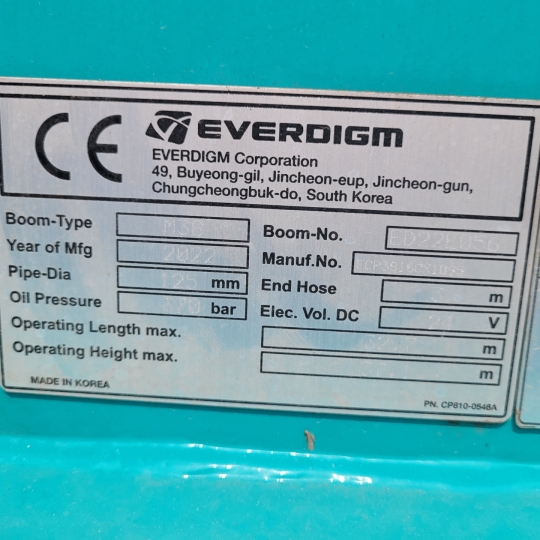 CE EVERDIGM
EVERDIGM Corporation
49, Buyeong-gil, Jincheon-eup, Jincheon-gun,
Chungcheongbuk-do, South Korea
Boom-Type Boom-No.
Year of Mfg 2022 Manuf.No.
Pipe-Dia 125 mm End Hose m
Oil Pressure bar Elec. Vol. DC V
Operating Length max. m
Operating Height max. m
MADE IN KOREA PN. CP810-0546A